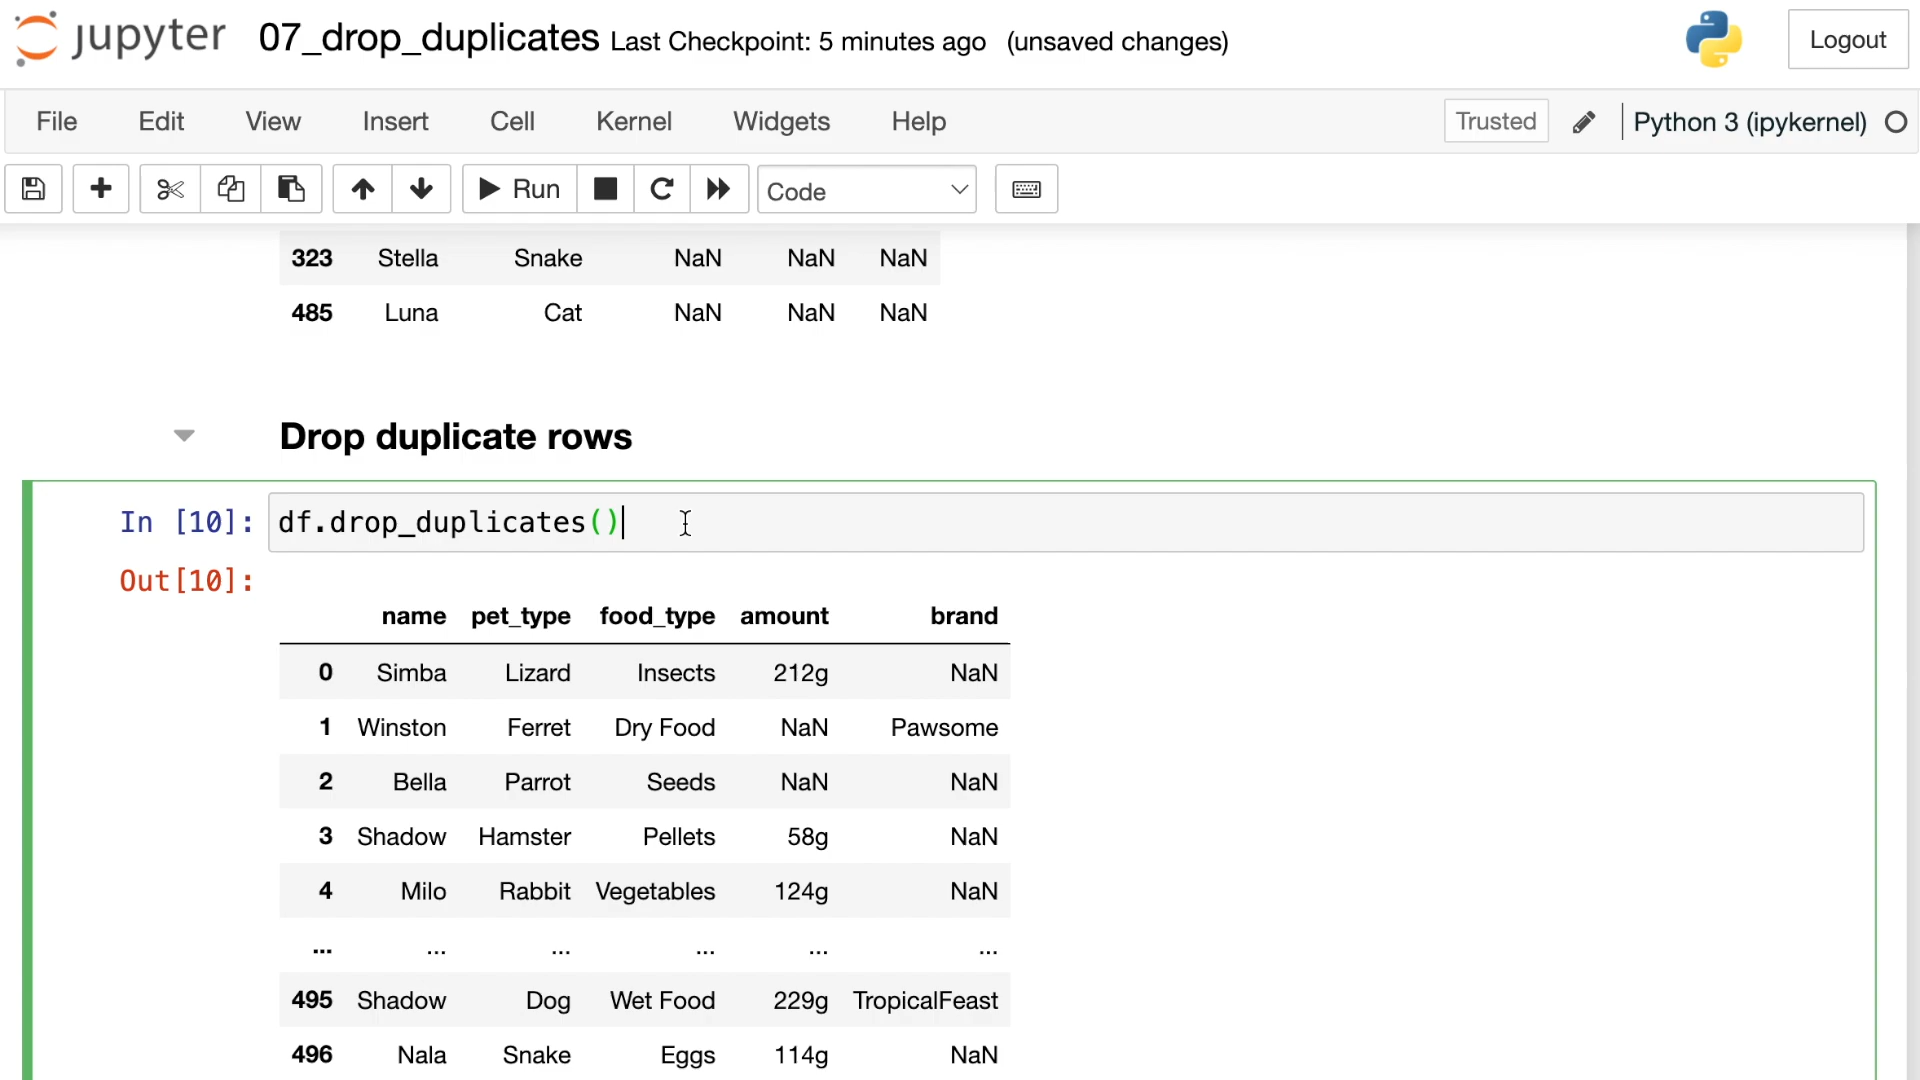 jupyter 07_drop_duplicates Last Checkpoint: 5 minutes ago (unsaved changes) Logout
File Edit View Insert Cell Kernel Widgets Help Trusted Python 3 (ipykernel)
Run Code
323 Stella Snake NaN NaN NaN
485 Luna Cat NaN NaN NaN
Drop duplicate rows
In [10]: df.drop_duplicates()
Out[10]:
name pet_type food_type amount brand
0 Simba Lizard Insects 212g NaN
1 Winston Ferret Dry Food NaN Pawsome
2 Bella Parrot Seeds NaN NaN
3 Shadow Hamster Pellets 58g NaN
4 Milo Rabbit Vegetables 124g NaN
... ... ... ... ... ...
495 Shadow Dog Wet Food 229g TropicalFeast
496 Nala Snake Eggs 114g NaN